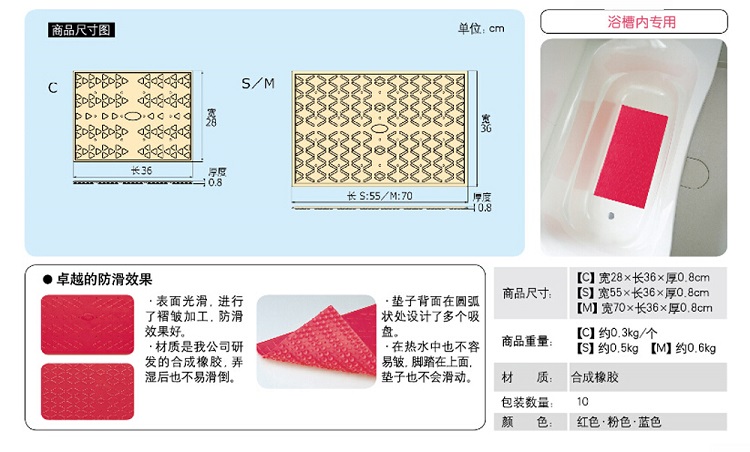 商品尺寸图
单位: cm
C
宽
28
长36
厚度
0.8
S/M
宽
36
长 S:55/M:70
厚度
0.8
浴槽内专用
● 卓越的防滑效果
·表面光滑, 进行
了褶皱加工, 防滑
效果好。
·材质是我公司研
发的合成橡胶, 弄
湿后也不易滑倒。
·垫子背面在圆弧
状处设计了多个吸
盘。
·在热水中也不容
易皱, 脚踏在上面,
垫子也不会滑动。
商品尺寸:
【C】宽28×长36×厚0.8cm
【S】宽55×长36×厚0.8cm
【M】宽70×长36×厚0.8cm
商品重量:
【C】约0.3kg/个
【S】约0.5kg 【M】约0.6kg
材 质: 合成橡胶
包装数量: 10
颜 色: 红色·粉色·蓝色